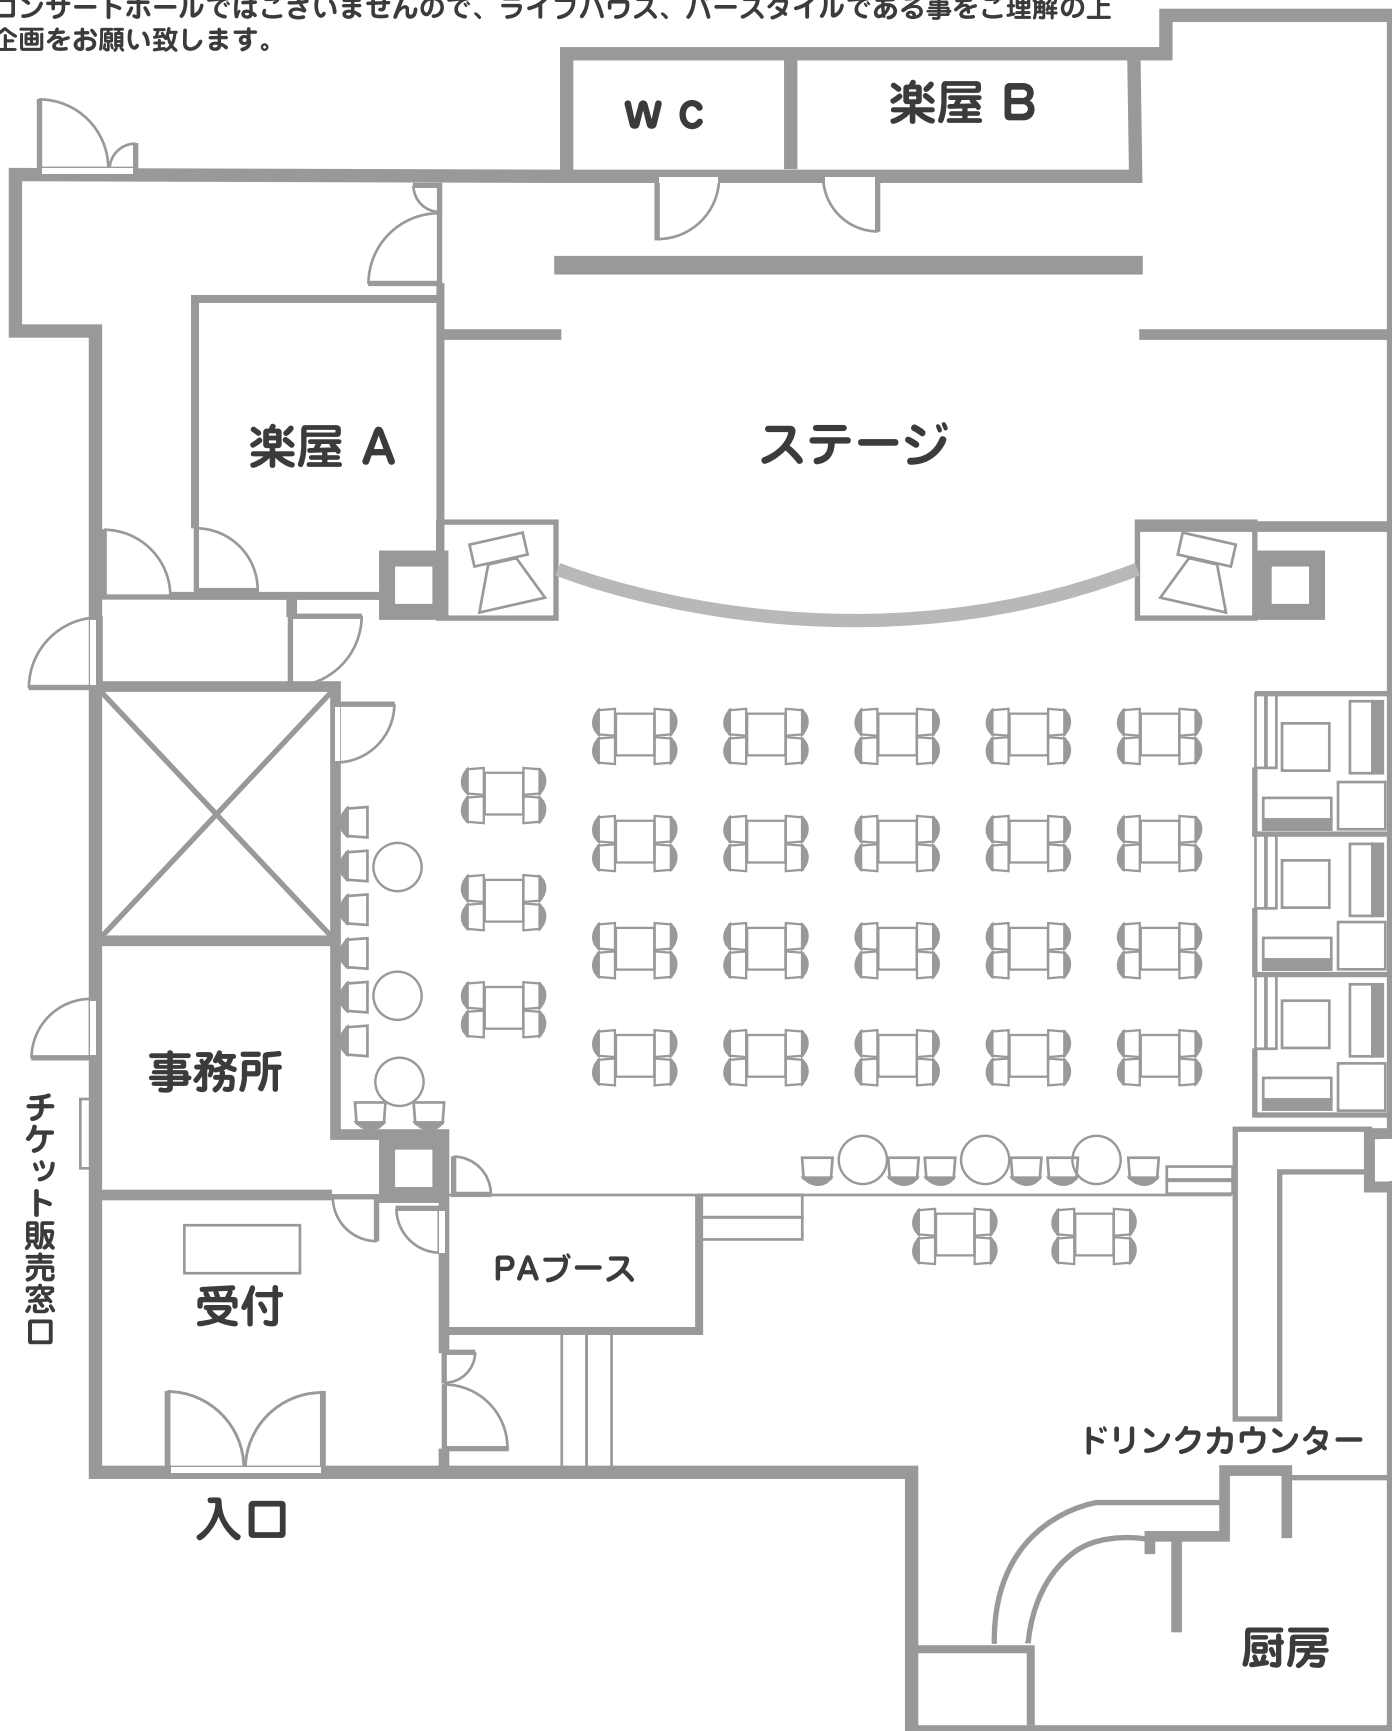 コンサートホールではございませんので、ライブハウス、バースタイルである事をご理解の上
企画をお願い致します。
WC
楽屋 B
楽屋 A
ステージ
事務所
チケット販売窓口
PAブース
受付
ドリンクカウンター
入口
厨房